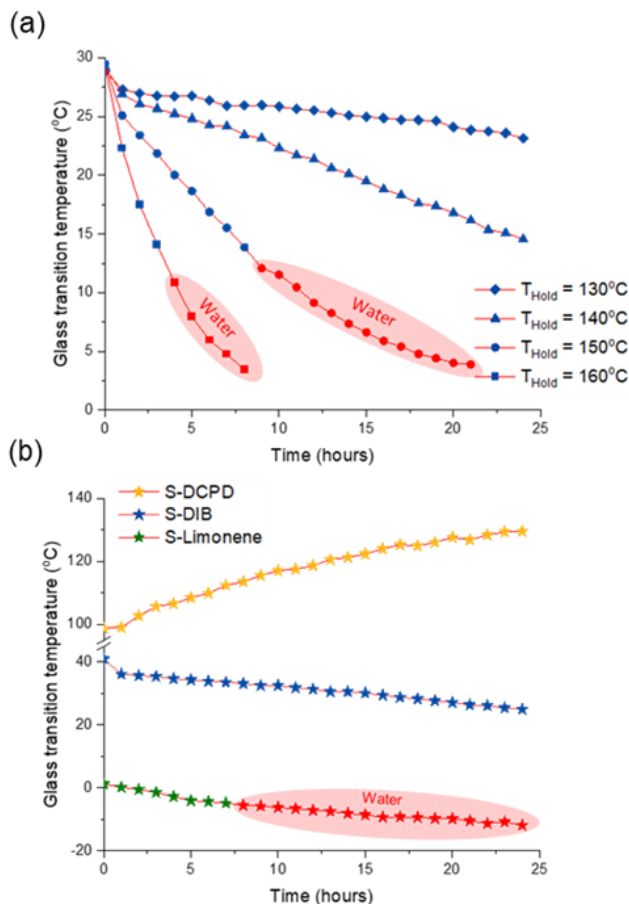 (a)
Glass transition temperature (°C)
30
25
20
15
10
5
0
Water
Water
T_Hold = 130°C
T_Hold = 140°C
T_Hold = 150°C
T_Hold = 160°C
0 5 10 15 20 25
Time (hours)
(b)
Glass transition temperature (°C)
S-DCPD
S-DIB
S-Limonene
140
120
100
40
20
0
-20
Water
0 5 10 15 20 25
Time (hours)